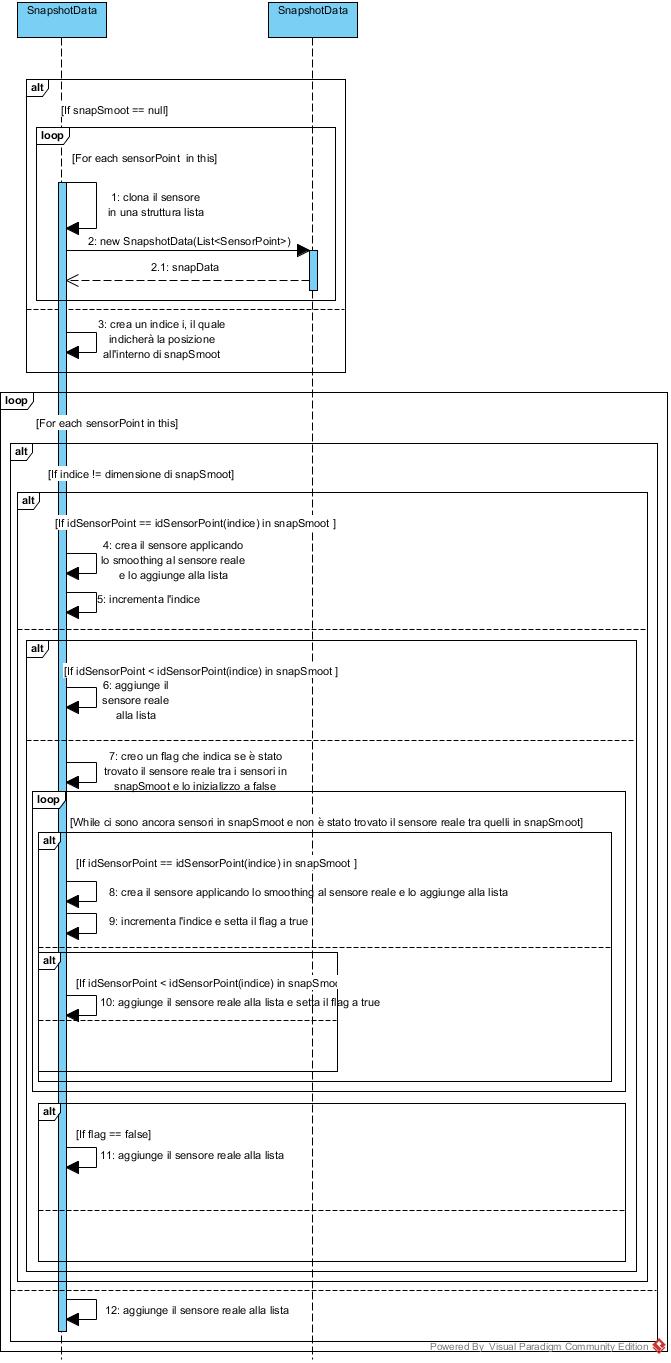 SnapshotData
SnapshotData
alt
[If snapSmoot == null]
loop
[For each sensorPoint in this]
1: clona il sensore
in una struttura lista
2: new SnapshotData(List<SensorPoint>)
2.1: snapData
3: crea un indice i, il quale
indicherà la posizione
all'interno di snapSmoot
loop
[For each sensorPoint in this]
alt
[If indice != dimensione di snapSmoot]
alt
[If idSensorPoint == idSensorPoint(indice) in snapSmoot ]
4: crea il sensore applicando
lo smoothing al sensore reale
e lo aggiunge alla lista
5: incrementa l'indice
alt
[If idSensorPoint < idSensorPoint(indice) in snapSmoot ]
6: aggiunge il
sensore reale
alla lista
7: creo un flag che indica se è stato
trovato il sensore reale tra i sensori in
snapSmoot e lo inizializzo a false
loop
[While ci sono ancora sensori in snapSmoot e non è stato trovato il sensore reale tra quelli in snapSmoot]
alt
[If idSensorPoint == idSensorPoint(indice) in snapSmoot ]
8: crea il sensore applicando lo smoothing al sensore reale e lo aggiunge alla lista
9: incrementa l'indice e setta il flag a true
alt
[If idSensorPoint < idSensorPoint(indice) in snapSmoo
10: aggiunge il sensore reale alla lista e setta il flag a true
alt
[If flag == false]
11: aggiunge il sensore reale alla lista
12: aggiunge il sensore reale alla lista
Powered By Visual Paradigm Community Edition